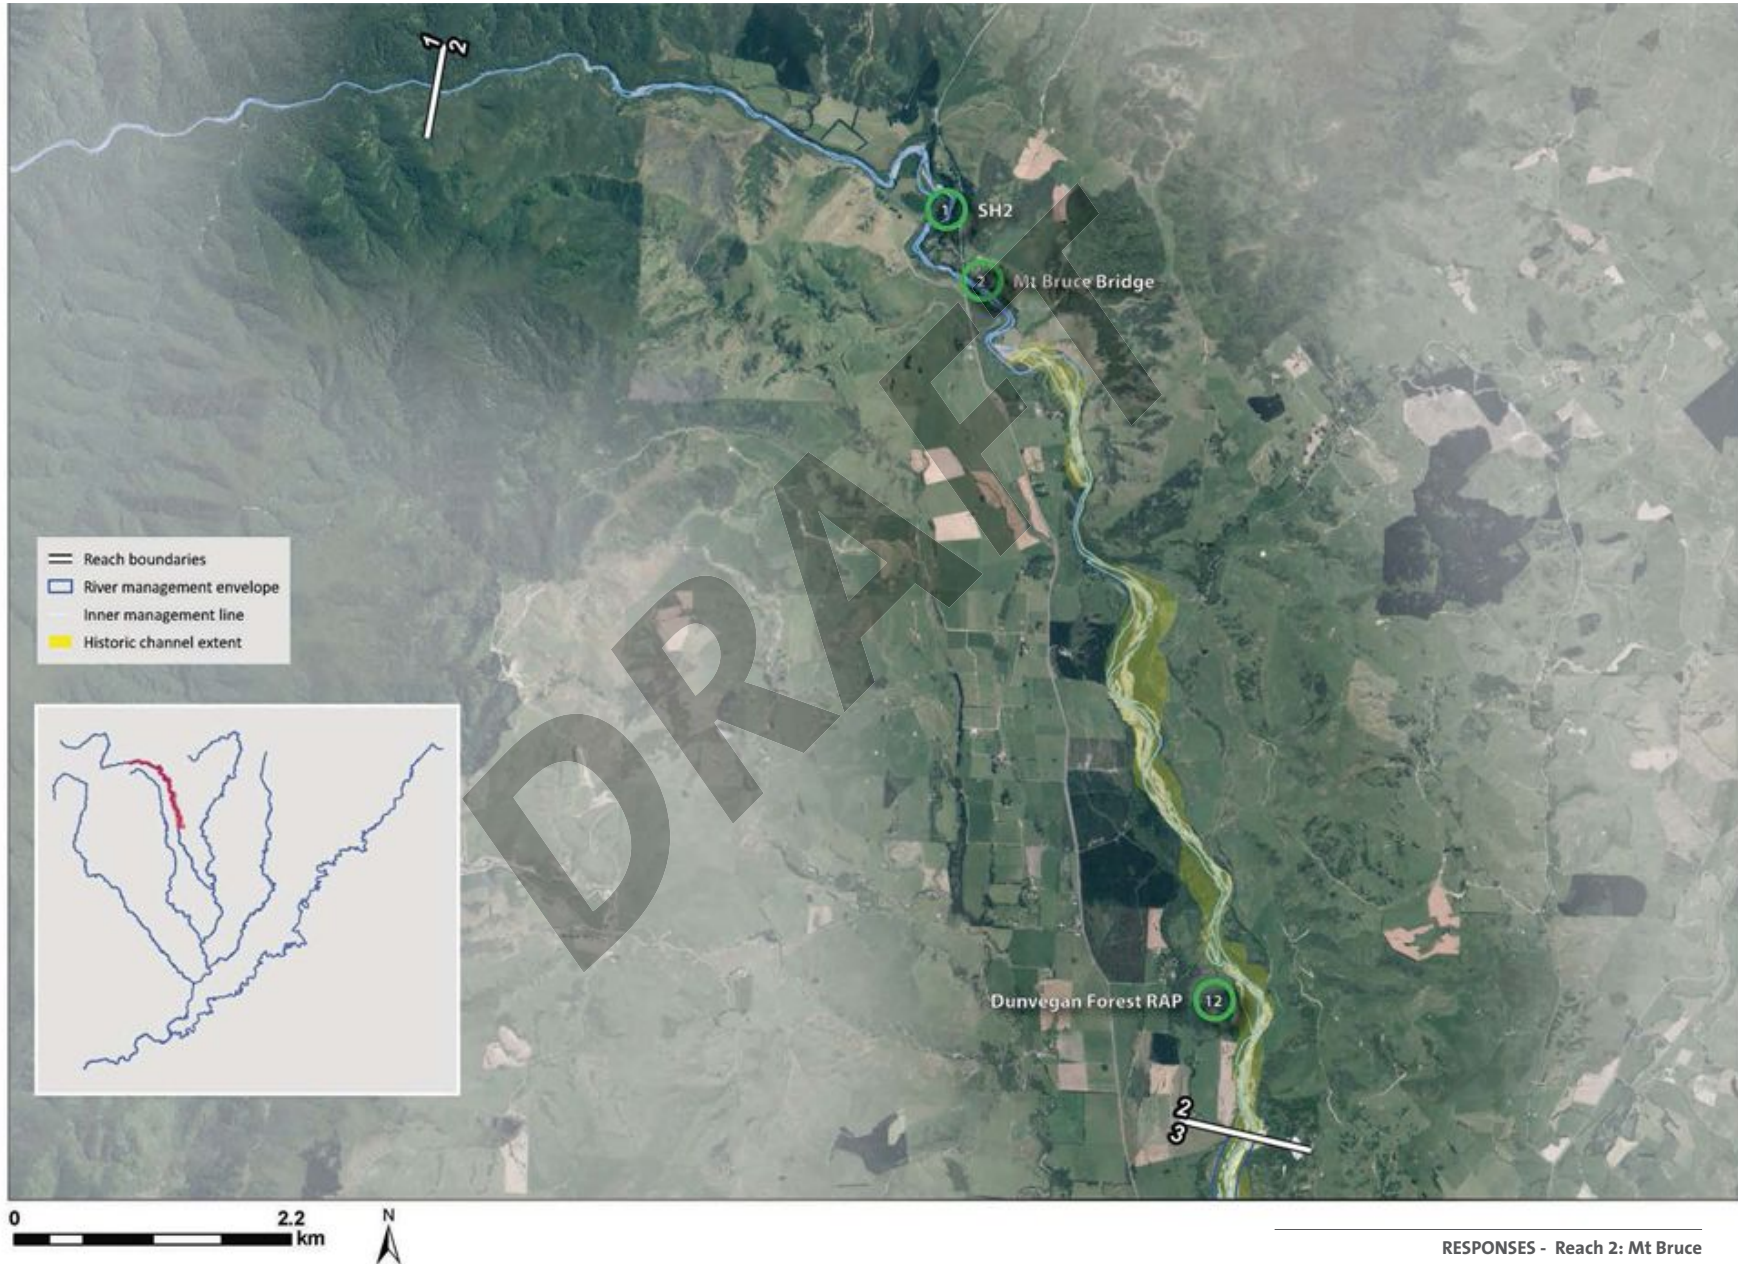 1 2
1 SH2
2 Mt Bruce Bridge
Reach boundaries
River management envelope
Inner management line
Historic channel extent
DRAFT
Dunvegan Forest RAP 12
2
3
0 2.2
km
N
RESPONSES - Reach 2: Mt Bruce